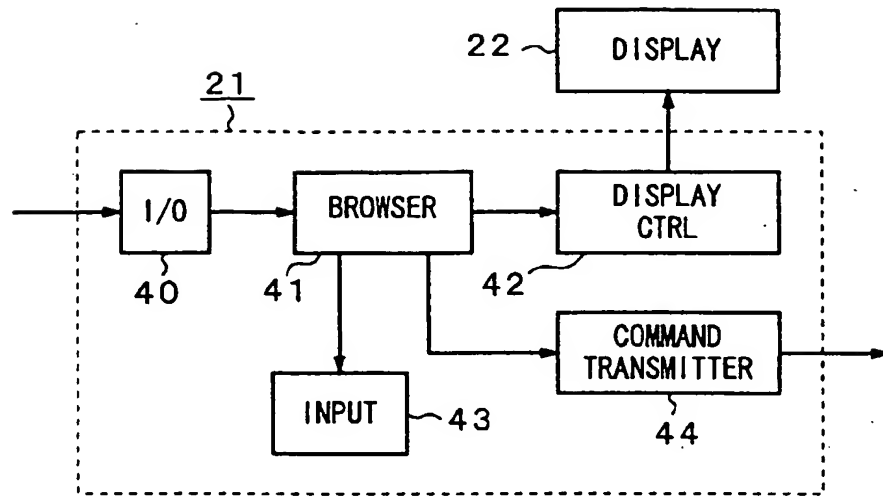 22
DISPLAY
21
I/O
40
BROWSER
41
DISPLAY
CTRL
42
INPUT
43
COMMAND
TRANSMITTER
44